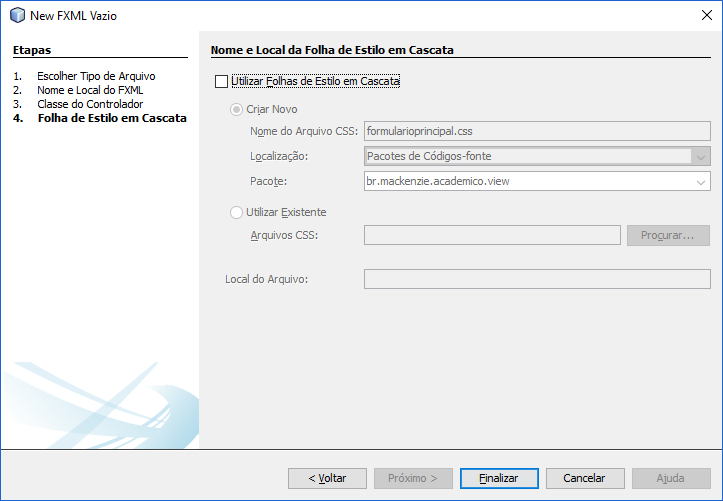 New FXML Vazio
Etapas
1. Escolher Tipo de Arquivo
2. Nome e Local do FXML
3. Classe do Controlador
4. Folha de Estilo em Cascata
Nome e Local da Folha de Estilo em Cascata
Utilizar Folhas de Estilo em Cascata
Criar Novo
Nome do Arquivo CSS: formularioprincipal.css
Localização: Pacotes de Códigos-fonte
Pacote: br.mackenzie.academico.view
Utilizar Existente
Arquivos CSS: Procurar...
Local do Arquivo:
< Voltar Próximo > Finalizar Cancelar Ajuda